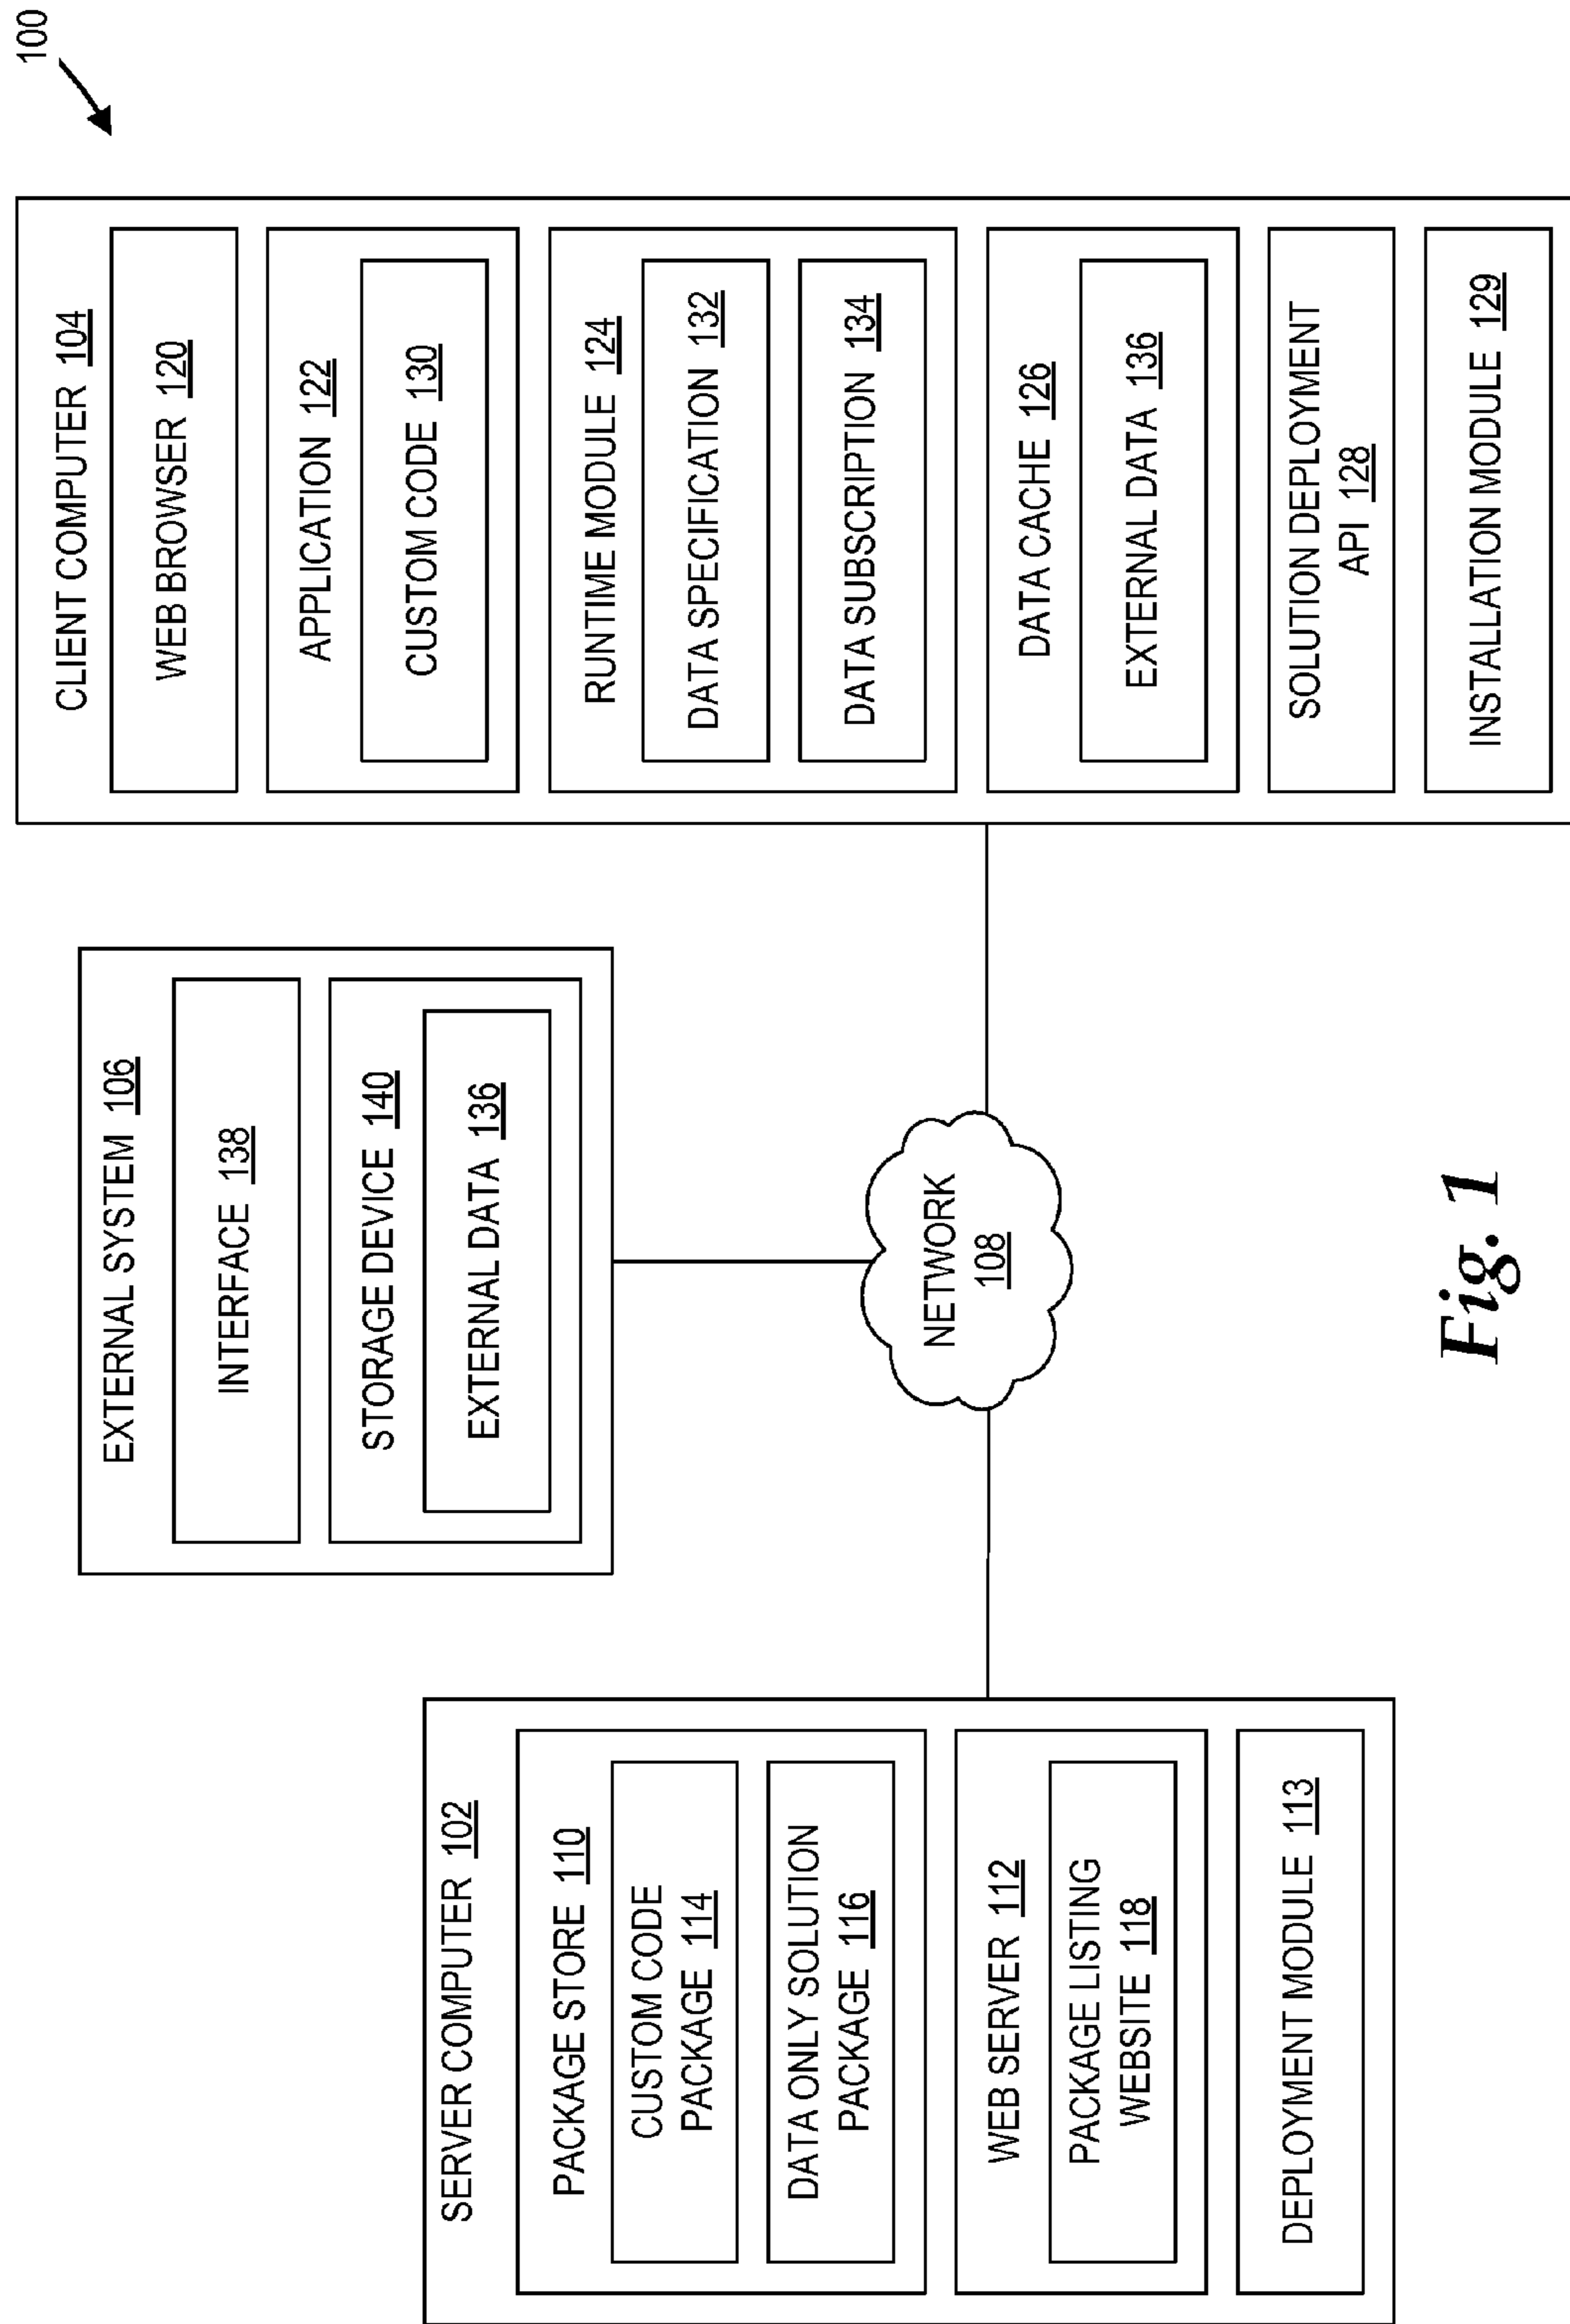 100
SERVER COMPUTER 102
PACKAGE STORE 110
CUSTOM CODE
PACKAGE 114
DATA ONLY SOLUTION
PACKAGE 116
WEB SERVER 112
PACKAGE LISTING
WEBSITE 118
DEPLOYMENT MODULE 113
EXTERNAL SYSTEM 106
INTERFACE 138
STORAGE DEVICE 140
EXTERNAL DATA 136
NETWORK
108
CLIENT COMPUTER 104
WEB BROWSER 120
APPLICATION 122
CUSTOM CODE 130
RUNTIME MODULE 124
DATA SPECIFICATION 132
DATA SUBSCRIPTION 134
DATA CACHE 126
EXTERNAL DATA 136
SOLUTION DEPLOYMENT
API 128
INSTALLATION MODULE 129
Fig. 1